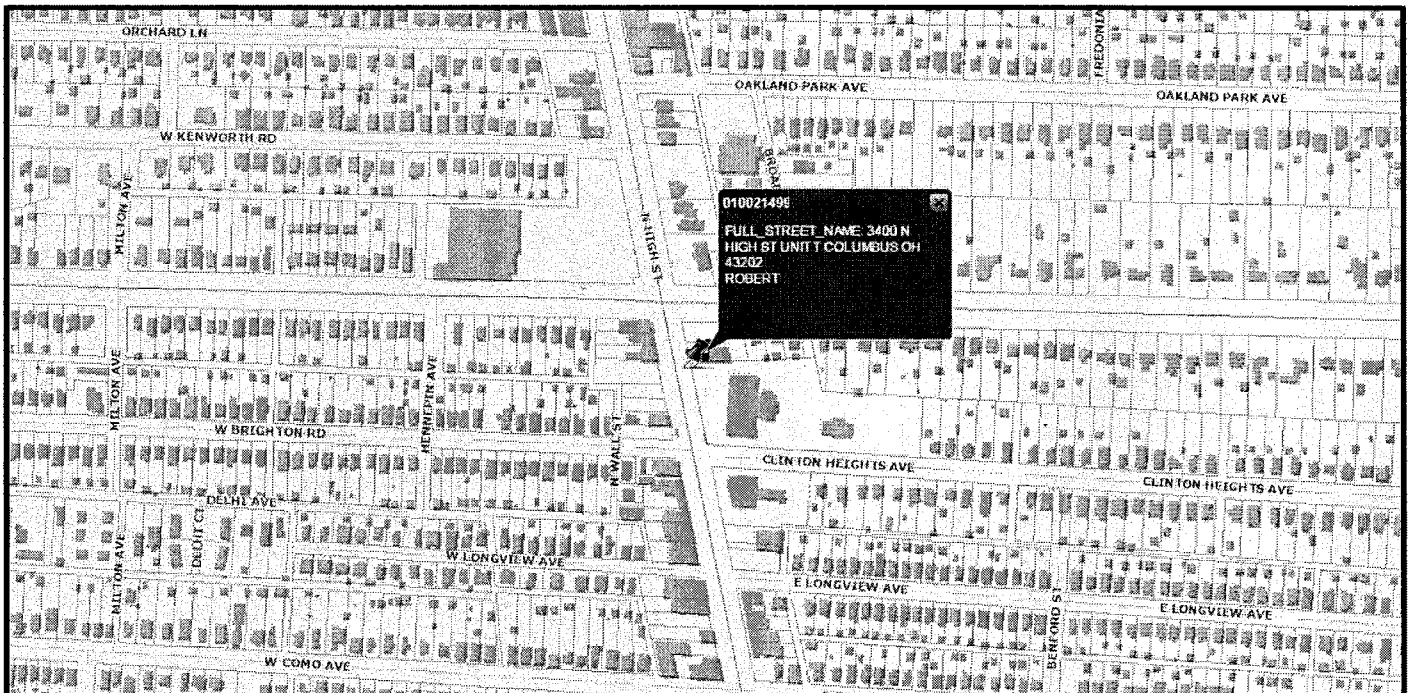 ORCHARD LN
FREDONIA
OAKLAND PARK AVE
OAKLAND PARK AVE
W KENWORTH RD
MILTON AVE
N HIGH ST
010021499
FULL_STREET_NAME: 3400 N
HIGH ST UNIT T COLUMBUS OH
43202
ROBERT
MILTON AVE
HENNEPIN AVE
W BRIGHTON RD
N WALL ST
CLINTON HEIGHTS AVE
CLINTON HEIGHTS AVE
DELHI AVE
MILTON AVE
W LONGVIEW AVE
E LONGVIEW AVE
E LONGVIEW AVE
BENFORD ST
W COMO AVE